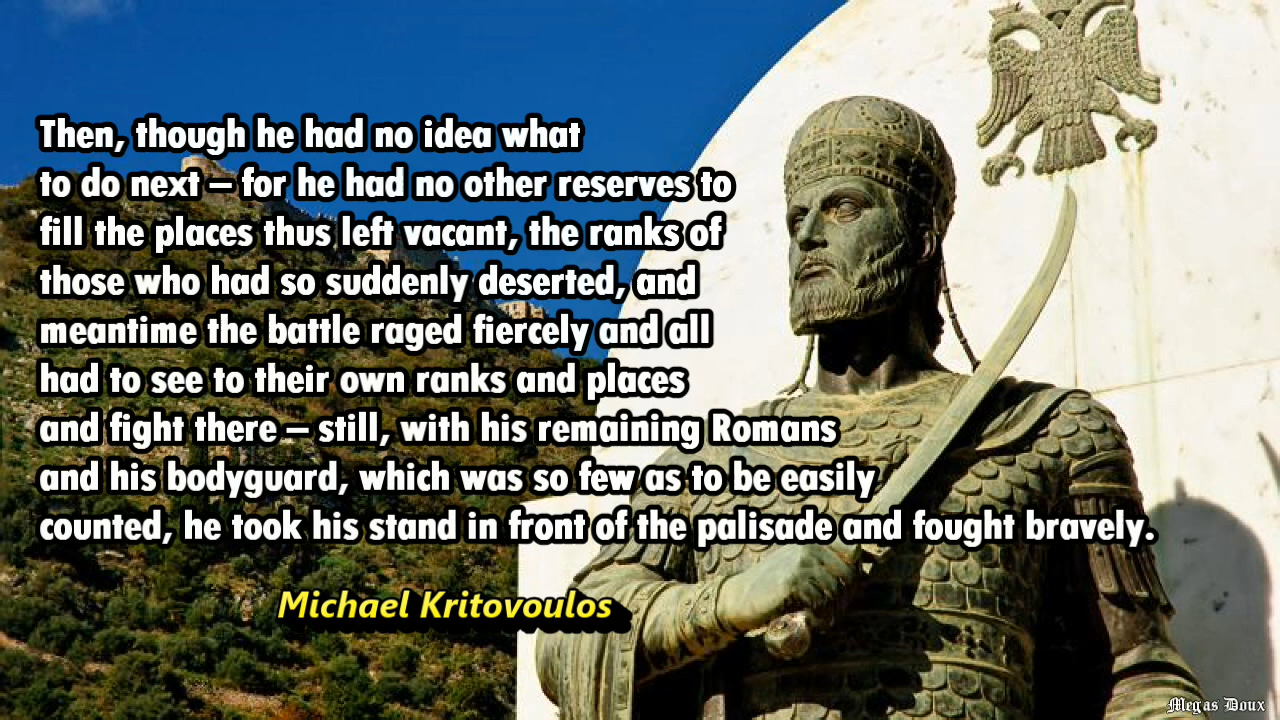 Then, though he had no idea what
to do next – for he had no other reserves to
fill the places thus left vacant, the ranks of
those who had so suddenly deserted, and
meantime the battle raged fiercely and all
had to see to their own ranks and places
and fight there – still, with his remaining Romans
and his bodyguard, which was so few as to be easily
counted, he took his stand in front of the palisade and fought bravely.
Michael Kritovoulos
Megas Doux